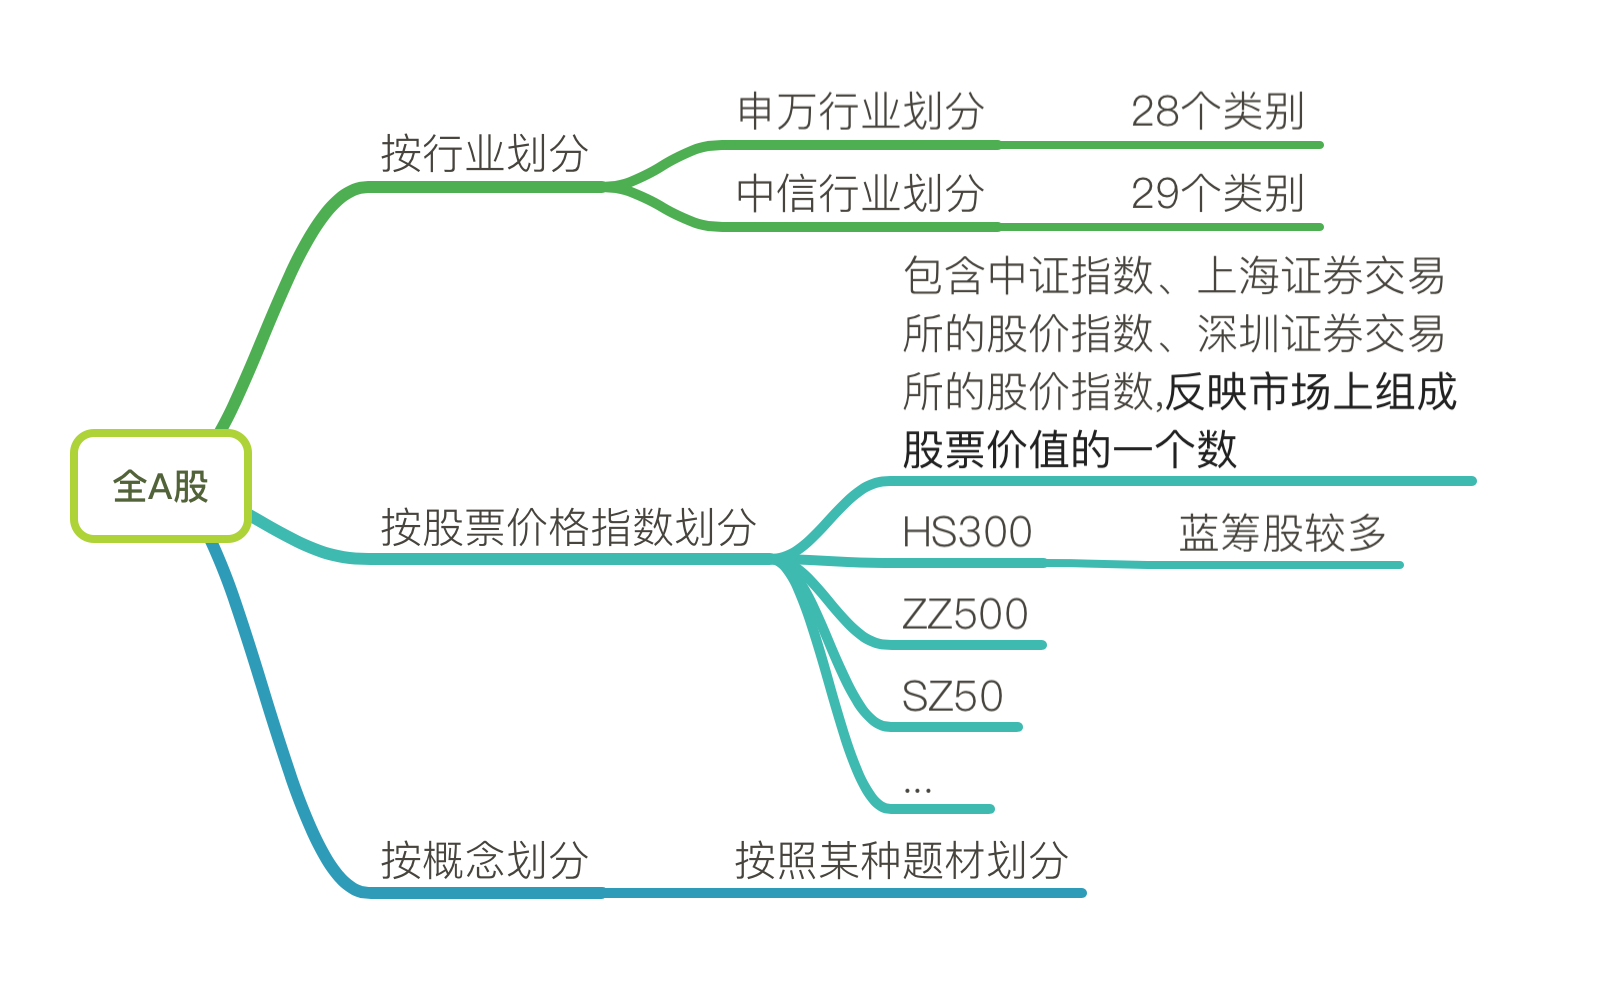 申万行业划分
28个类别
按行业划分
中信行业划分
29个类别
包含中证指数、上海证券交易
所的股价指数、深圳证券交易
所的股价指数,反映市场上组成
股票价值的一个数
全A股
按股票价格指数划分
HS300
蓝筹股较多
ZZ500
SZ50
...
按概念划分
按照某种题材划分